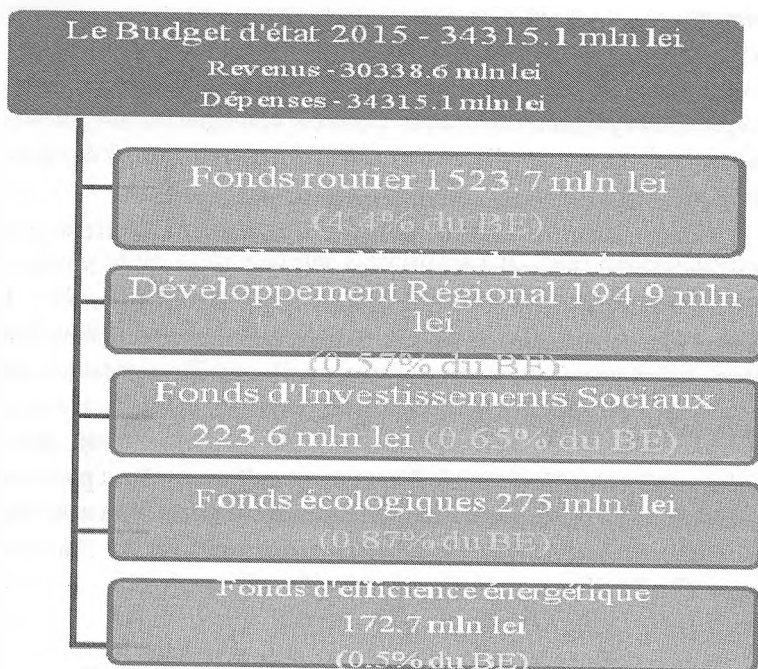 Le Budget d'état 2015 - 34315.1 mln lei
Revenus - 30338.6 mln lei
Dépenses - 34315.1 mln lei
Fonds routier 1523.7 mln lei
(4.4% du BE)
Développement Régional 194.9 mln
lei
(0.57% du BE)
Fonds d'Investissements Sociaux
223.6 mln lei (0.65% du BE)
Fonds écologiques 275 mln. lei
(0.87% du BE)
Fonds d'efficience énergétique
172.7 mln lei
(0.5% du BE)